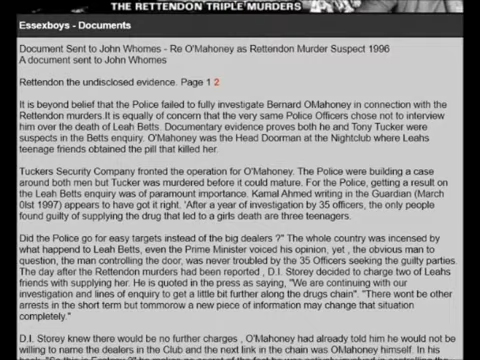 THE RETTENDON TRIPLE MURDERS
Essexboys - Documents
Document Sent to John Whomes - Re O'Mahoney as Rettendon Murder Suspect 1996
A document sent to John Whomes
Rettendon the undisclosed evidence. Page 1 2
It is beyond belief that the Police failed to fully investigate Bernard OMahoney in connection with the
Rettendon murders.It is equally of concern that the very same Police Officers chose not to interview
him over the death of Leah Betts. Documentary evidence proves both he and Tony Tucker were
suspects in the Betts enquiry. O'Mahoney was the Head Doorman at the Nightclub where Leahs
teenage friends obtained the pill that killed her.
Tuckers Security Company fronted the operation for O'Mahoney. The Police were building a case
around both men but Tucker was murdered before it could mature. For the Police, getting a result on
the Leah Betts enquiry was of paramount importance. Kamal Ahmed writing in the Guardian (March
0lst 1997) appears to have got it right. 'After a year of investigation by 35 officers, the only people
found guilty of supplying the drug that led to a girls death are three teenagers.
Did the Police go for easy targets instead of the big dealers ?" The whole country was incensed by
what happend to Leah Betts, even the Prime Minister voiced his opinion, yet , the obvious man to
question, the man controlling the door, was never troubled by the 35 Officers seeking the guilty parties.
The day after the Rettendon murders had been reported , D.I. Storey decided to charge two of Leahs
friends with supplying her. He is quoted in the press as saying, "We are continuing with our
investigation and lines of enquiry to get a little bit further along the drugs chain". "There wont be other
arrests in the short term but tommorow a new piece of information may change that situation
completely."
D.I. Storey knew there would be no further charges , O'Mahoney had already told him he would not be
willing to name the dealers in the Club and the next link in the chain was OMahoney himself. In his